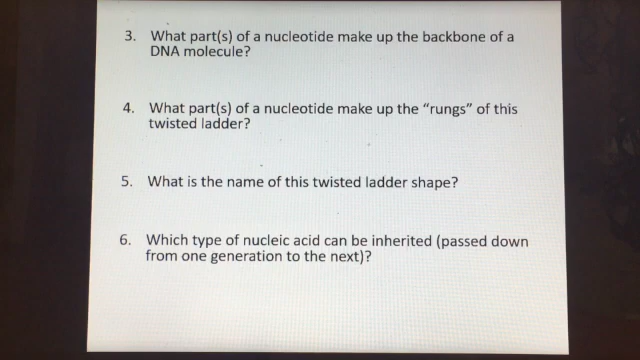 3. What part(s) of a nucleotide make up the backbone of a
DNA molecule?
4. What part(s) of a nucleotide make up the “rungs” of this
twisted ladder?
5. What is the name of this twisted ladder shape?
6. Which type of nucleic acid can be inherited (passed down
from one generation to the next)?